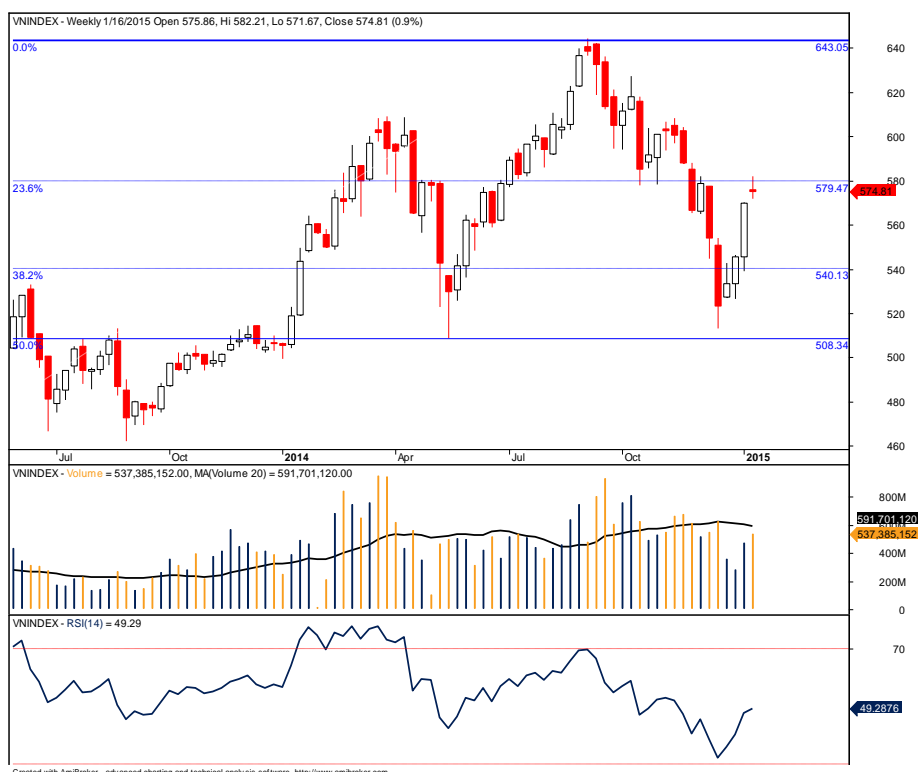 VNINDEX - Weekly 1/16/2015 Open 575.86, Hi 582.21, Lo 571.67, Close 574.81 (0.9%)
0.0%
643.05
640
620
600
580
23.6%
579.47
574.81
560
540
38.2%
540.13
520
50.0%
508.34
500
480
460
Jul
Oct
2014
Apr
Jul
Oct
2015
VNINDEX - Volume = 537,385,152.00, MA(Volume 20) = 591,701,120.00
800M
591,701,120
537,385,152
400M
200M
0
VNINDEX - RSI(14) = 49.29
70
49.2876